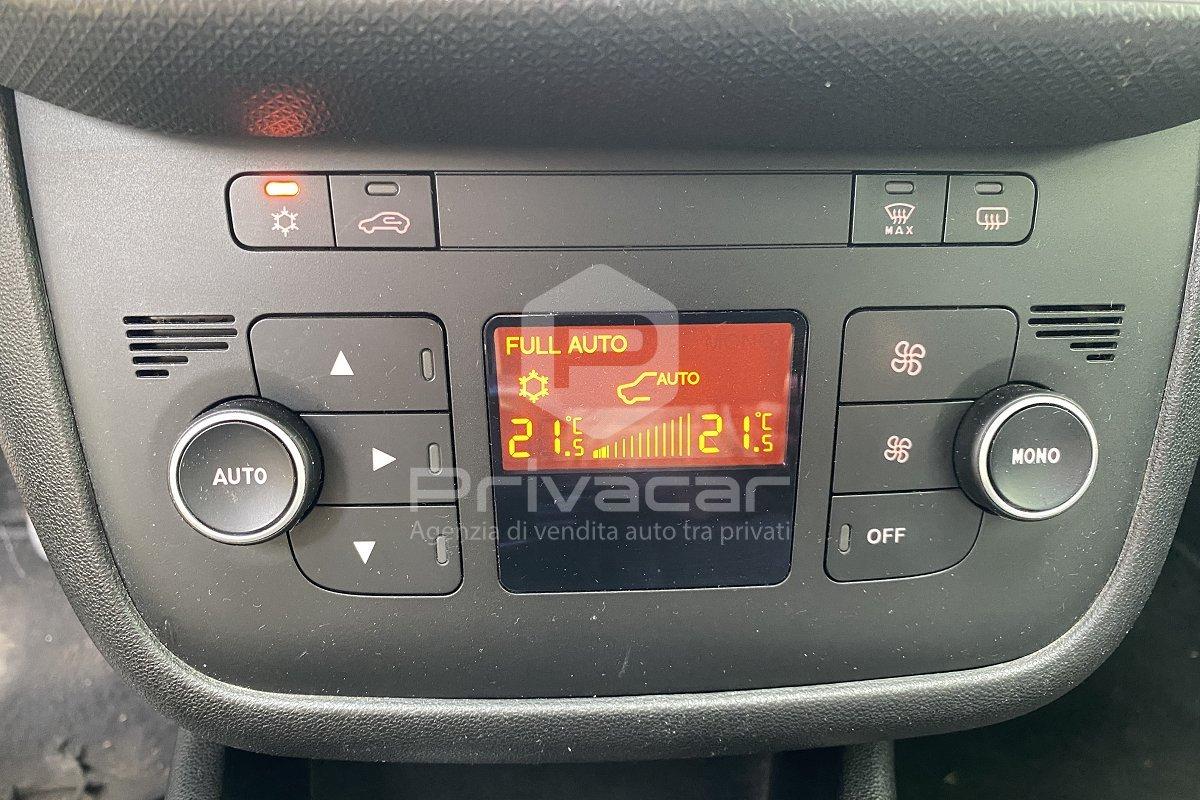 MAX
FULL AUTO
AUTO
21.5°C
21.5°C
AUTO
MONO
OFF
Privacar
Agenzia di vendita auto tra privati